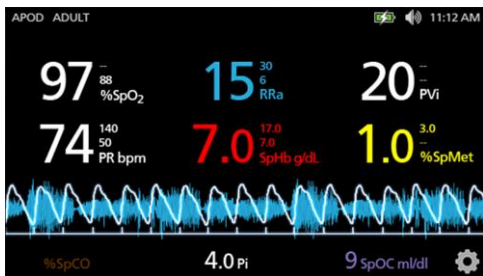 APOD ADULT 11:12 AM
97 -- 88 %SpO₂ 15 30 6 RRa 20 -- -- PVi
74 140 50 PR bpm 7.0 17.0 7.0 SpHb g/dL 1.0 3.0 -- %SpMet
%SpCO 4.0 Pi 9 SpOC ml/dl